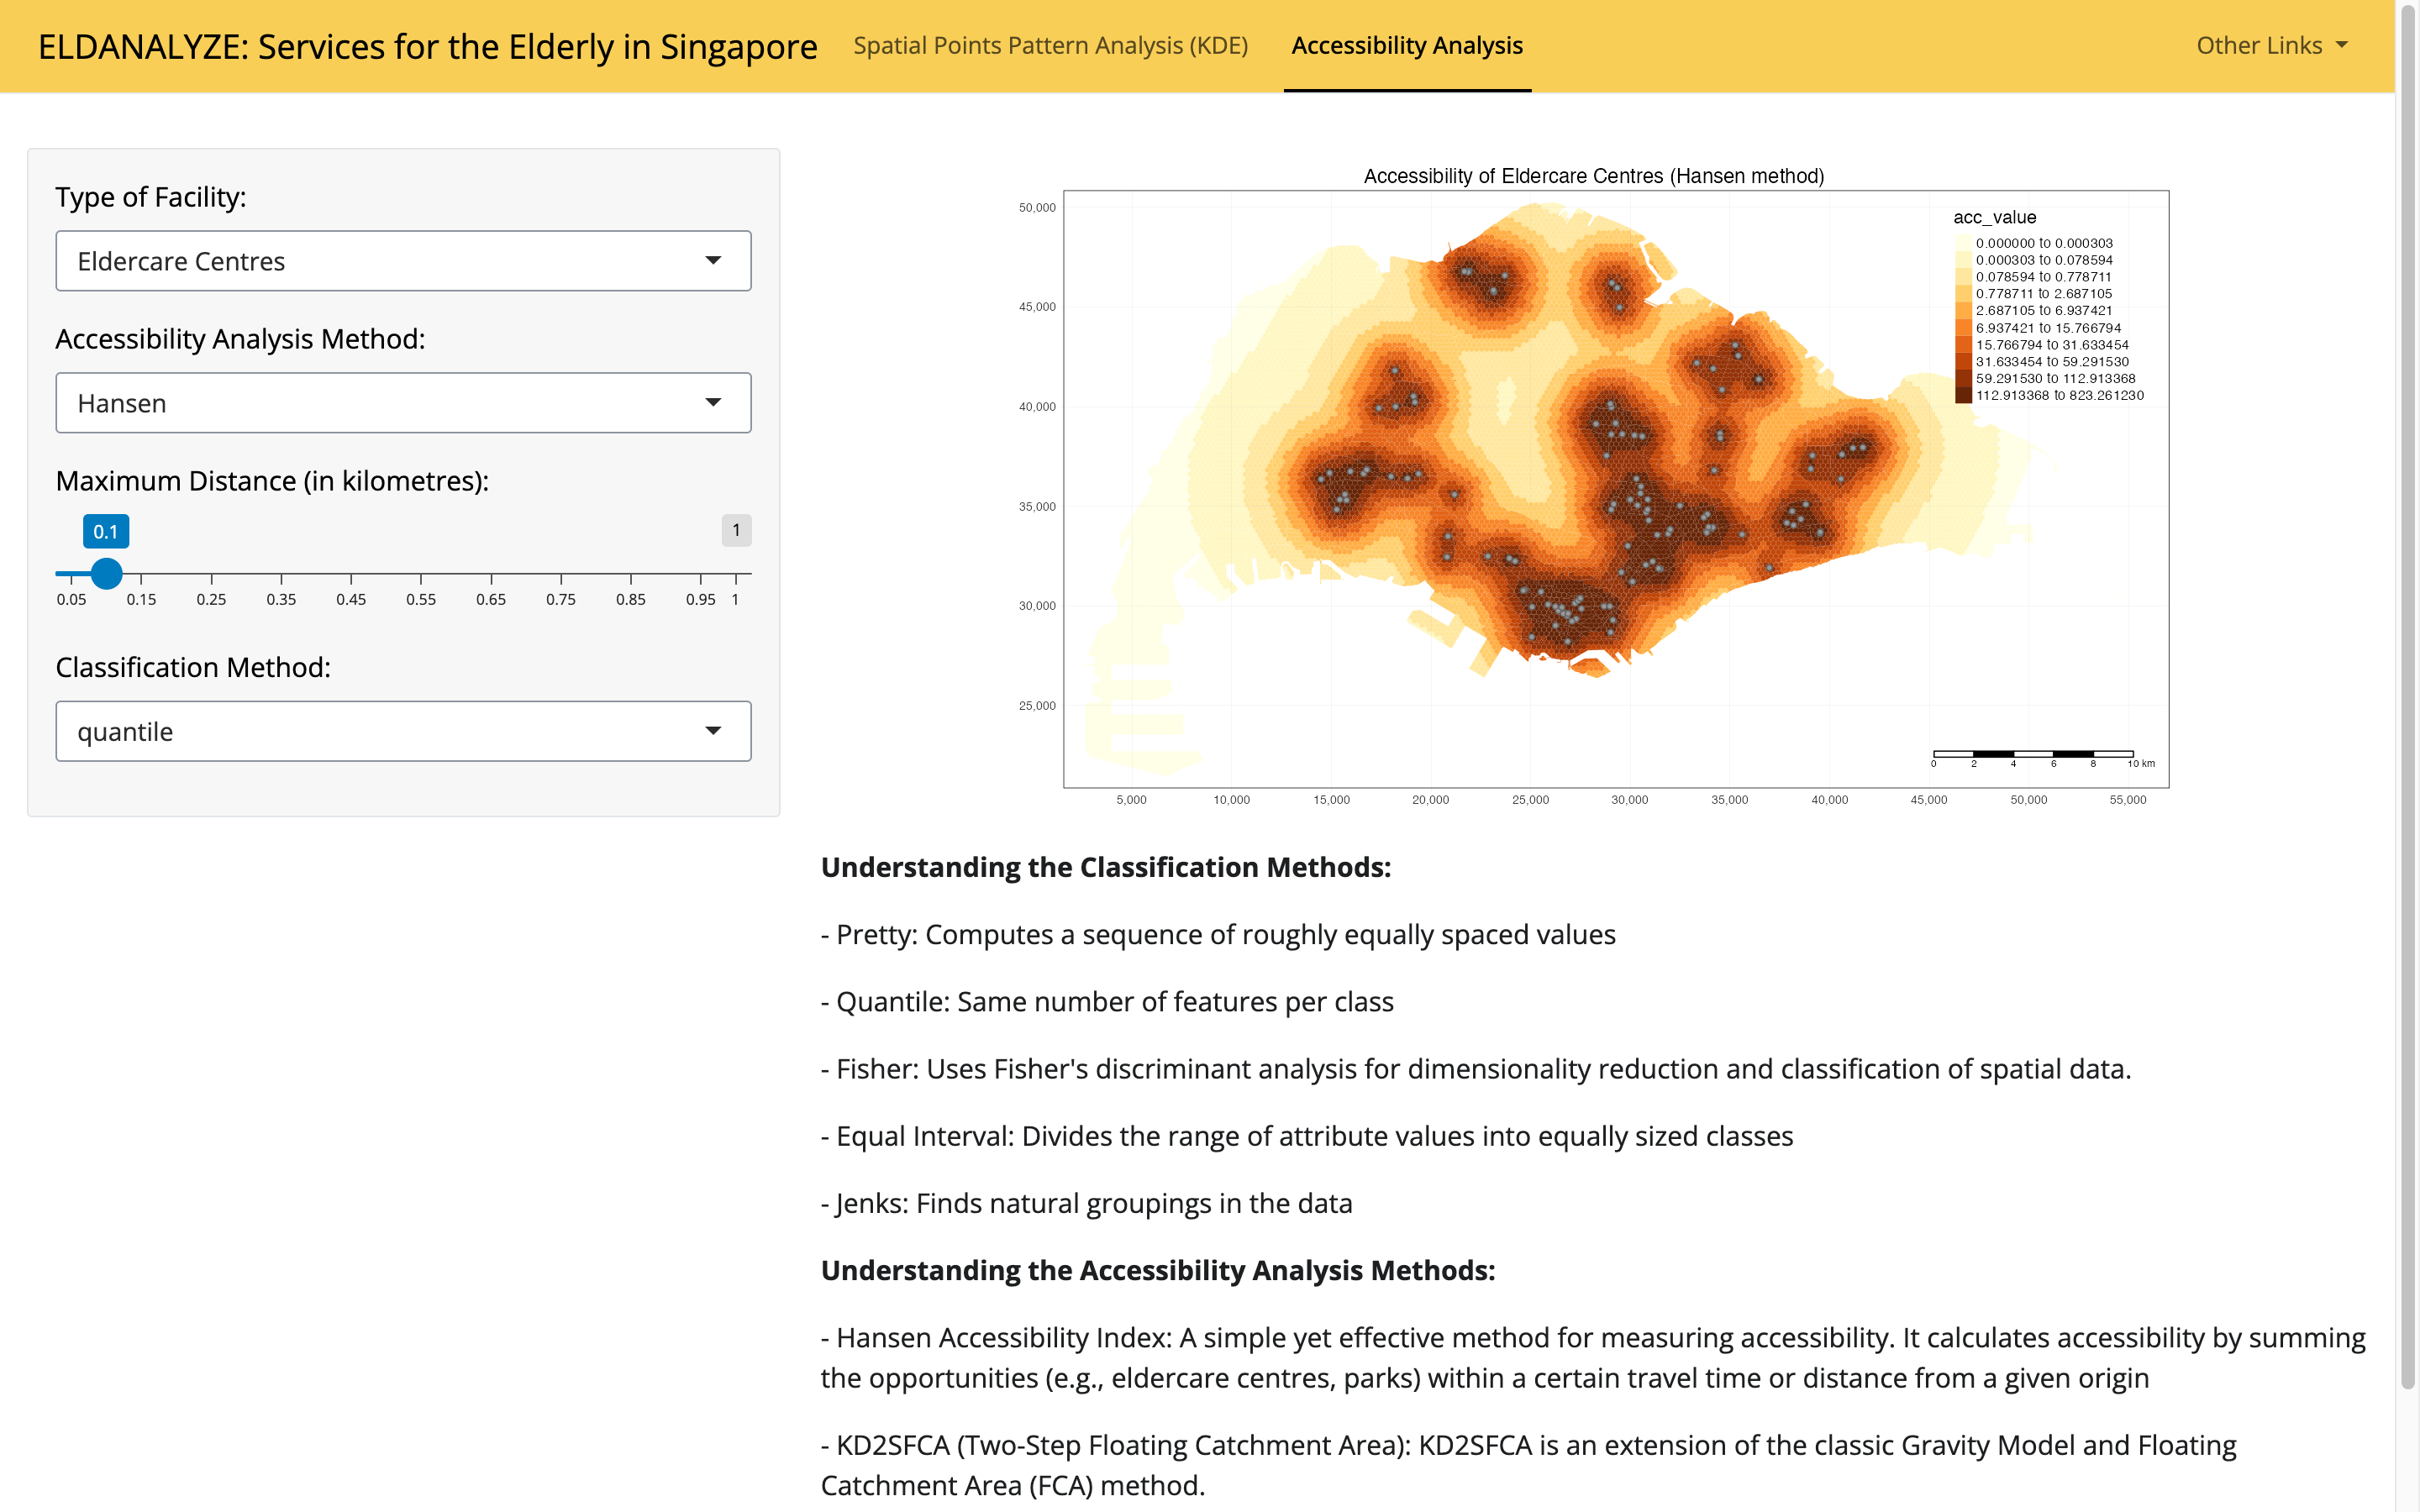 ELDANALYZE: Services for the Elderly in Singapore
Spatial Points Pattern Analysis (KDE)
Accessibility Analysis
Other Links
Type of Facility:
Eldercare Centres
Accessibility Analysis Method:
Hansen
Maximum Distance (in kilometres):
0.1
1
0.05 0.15 0.25 0.35 0.45 0.55 0.65 0.75 0.85 0.95 1
Classification Method:
quantile
Accessibility of Eldercare Centres (Hansen method)
50,000
45,000
40,000
35,000
30,000
25,000
acc_value
0.000000 to 0.000303
0.000303 to 0.078594
0.078594 to 0.778711
0.778711 to 2.687105
2.687105 to 6.937421
6.937421 to 15.766794
15.766794 to 31.633454
31.633454 to 59.291530
59.291530 to 112.913368
112.913368 to 823.261230
0 2 4 6 8 10 km
5,000 10,000 15,000 20,000 25,000 30,000 35,000 40,000 45,000 50,000 55,000
Understanding the Classification Methods:
- Pretty: Computes a sequence of roughly equally spaced values
- Quantile: Same number of features per class
- Fisher: Uses Fisher's discriminant analysis for dimensionality reduction and classification of spatial data.
- Equal Interval: Divides the range of attribute values into equally sized classes
- Jenks: Finds natural groupings in the data
Understanding the Accessibility Analysis Methods:
- Hansen Accessibility Index: A simple yet effective method for measuring accessibility. It calculates accessibility by summing
the opportunities (e.g., eldercare centres, parks) within a certain travel time or distance from a given origin
- KD2SFCA (Two-Step Floating Catchment Area): KD2SFCA is an extension of the classic Gravity Model and Floating
Catchment Area (FCA) method.